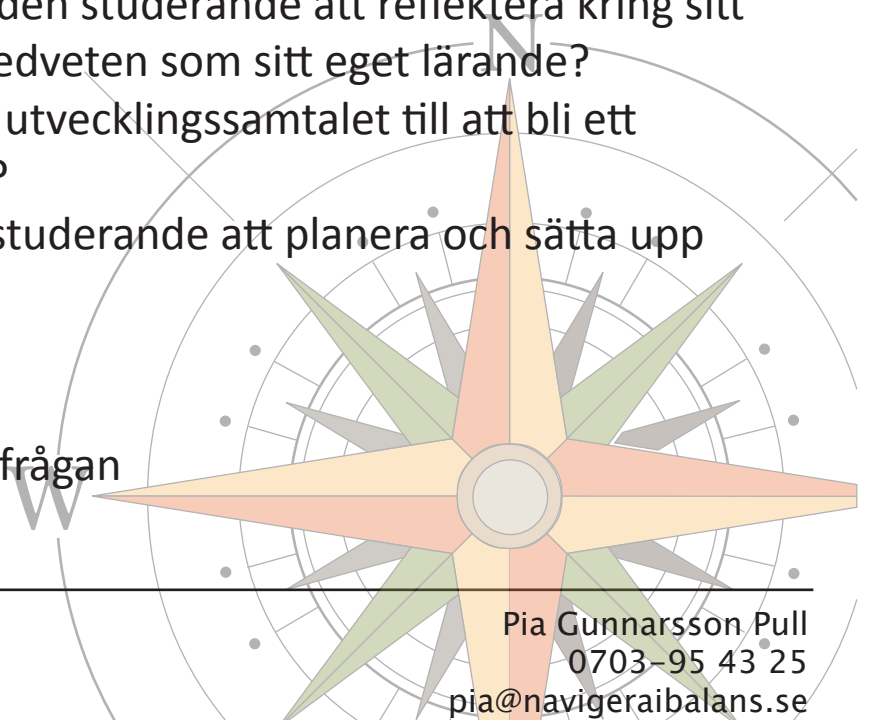 den studerande att reflektera kring sitt
N
edveten som sitt eget lärande?
utvecklingssamtalet till att bli ett
?
studerande att planera och sätta upp
frågan
W
Pia Gunnarsson Pull
0703-95 43 25
pia@navigeraibalans.se